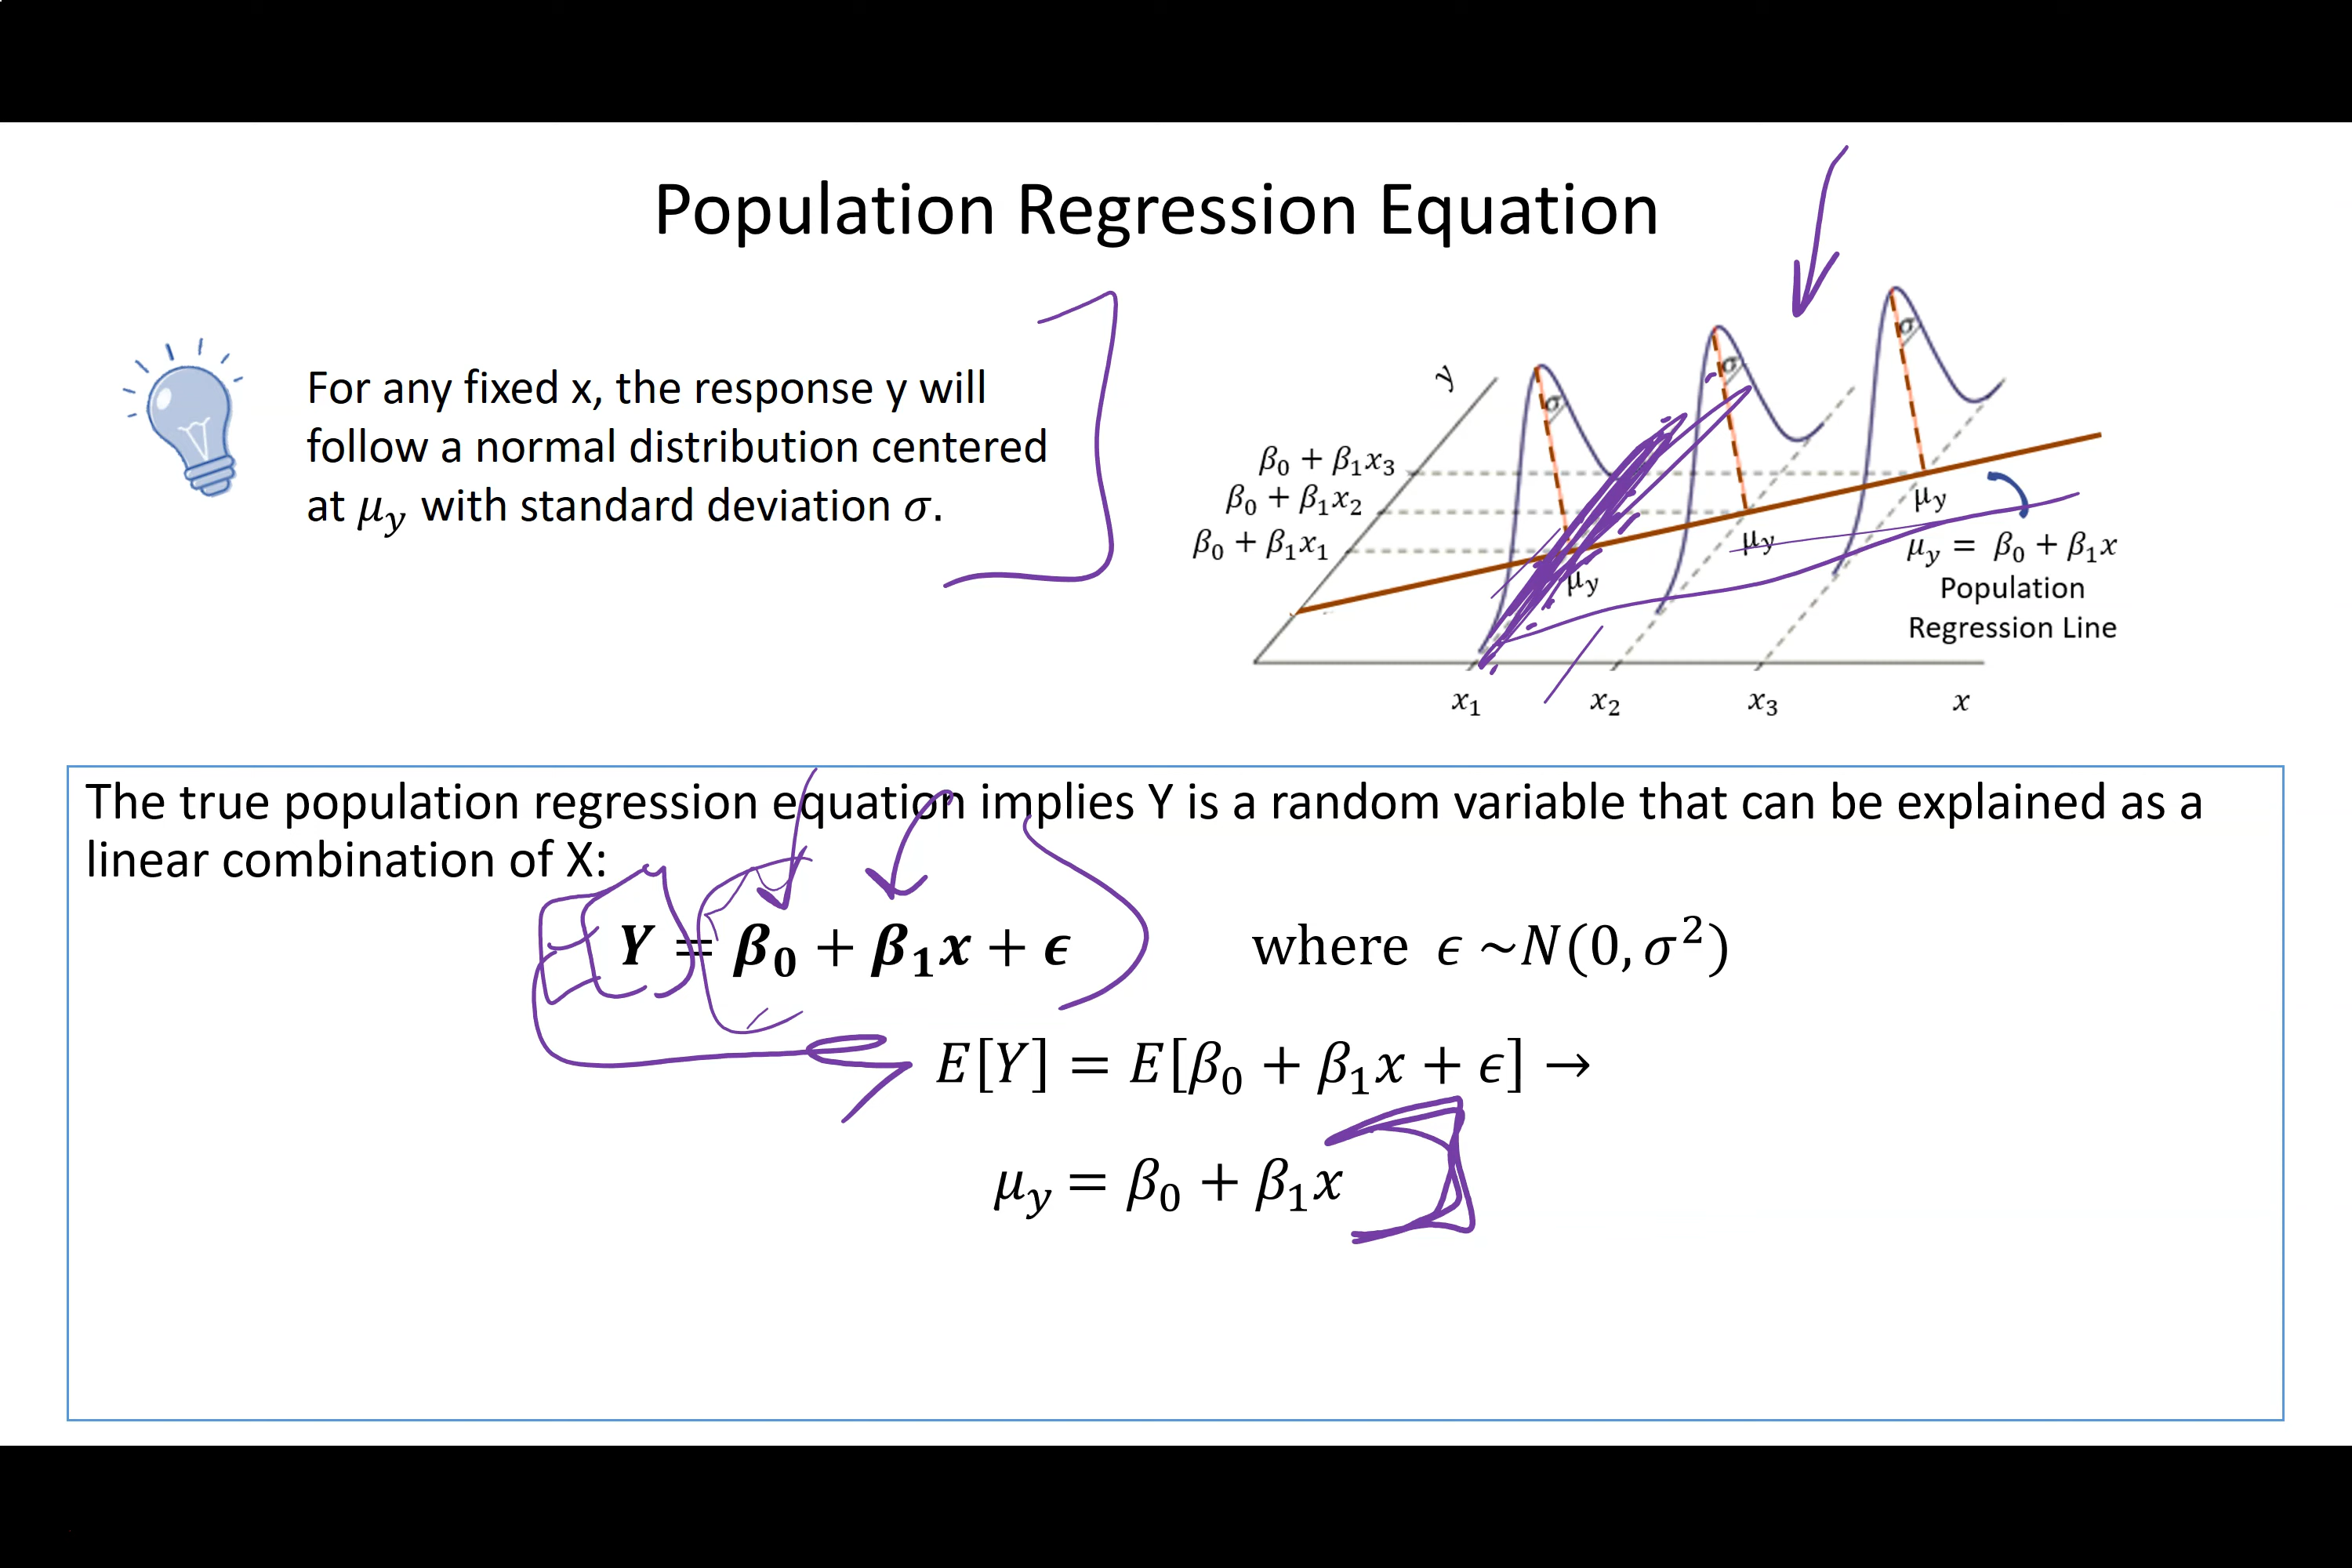 Population Regression Equation
For any fixed x, the response y will
follow a normal distribution centered
at μy with standard deviation σ.
y
σ
σ
σ
β₀ + β₁x₃
β₀ + β₁x₂
β₀ + β₁x₁
μy
μy
μy
μy = β₀ + β₁x
Population
Regression Line
x₁ x₂ x₃ x
The true population regression equation implies Y is a random variable that can be explained as a
linear combination of X:
Y = β₀ + β₁x + ϵ where ϵ ~N(0, σ²)
E[Y] = E[β₀ + β₁x + ϵ] →
μy = β₀ + β₁x